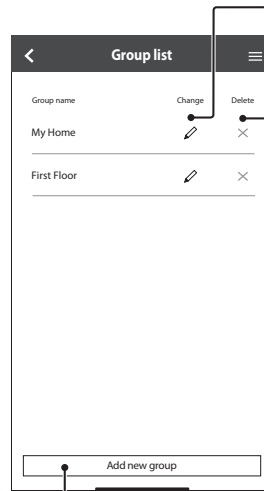 Group list
Group name Change Delete
My Home
First Floor
Add new group